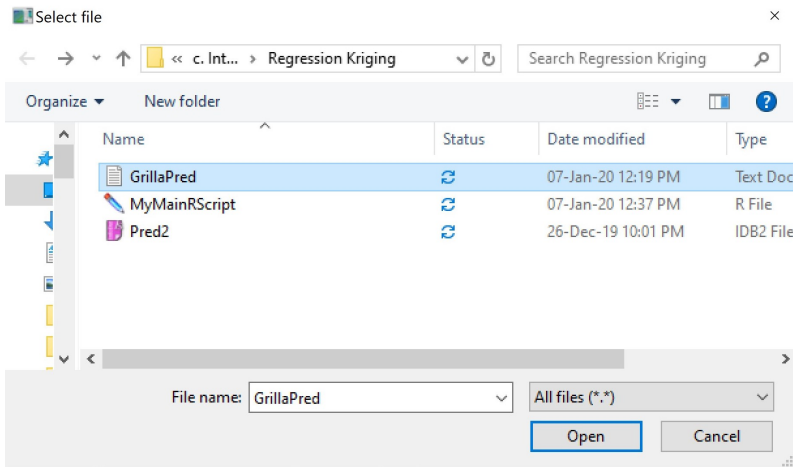 Select file
« c. Int... > Regression Kriging
Search Regression Kriging
Organize New folder
?
Name Status Date modified Type
GrillaPred 07-Jan-20 12:19 PM Text Doc
MyMainRScript 07-Jan-20 12:37 PM R File
Pred2 26-Dec-19 10:01 PM IDB2 File
File name: GrillaPred All files (*.*)
Open Cancel